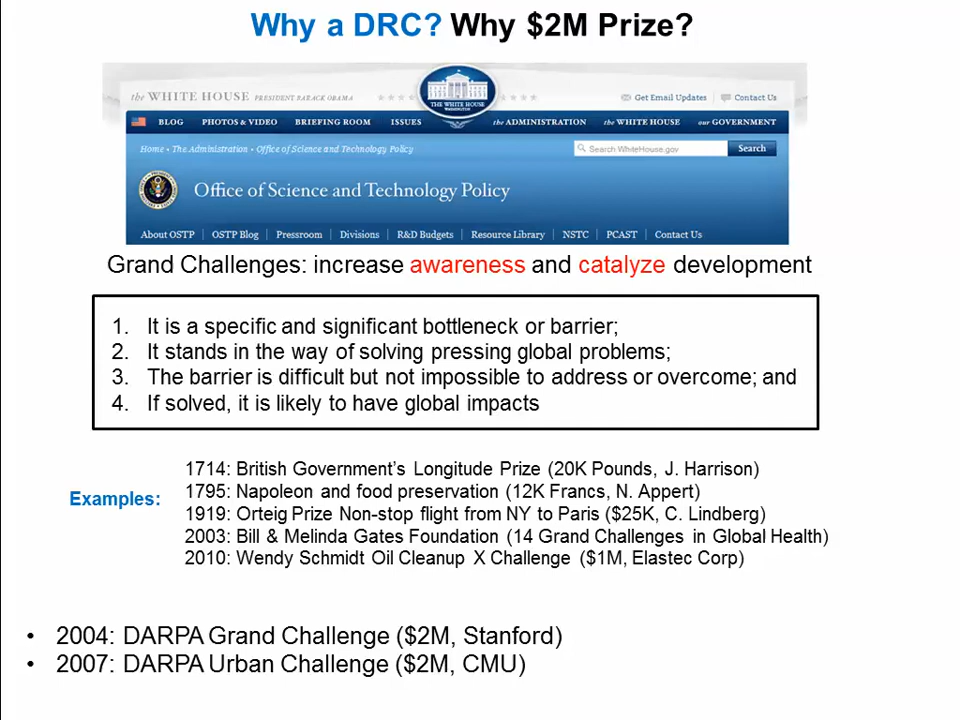 Why a DRC? Why $2M Prize?
the WHITE HOUSE PRESIDENT BARACK OBAMA
THE WHITE HOUSE
WASHINGTON
Get Email Updates Contact Us
BLOG PHOTOS & VIDEO BRIEFING ROOM ISSUES the ADMINISTRATION the WHITE HOUSE our GOVERNMENT
Home • The Administration • Office of Science and Technology Policy
Search WhiteHouse.gov Search
Office of Science and Technology Policy
About OSTP | OSTP Blog | Pressroom | Divisions | R&D Budgets | Resource Library | NSTC | PCAST | Contact Us
Grand Challenges: increase awareness and catalyze development
1. It is a specific and significant bottleneck or barrier;
2. It stands in the way of solving pressing global problems;
3. The barrier is difficult but not impossible to address or overcome; and
4. If solved, it is likely to have global impacts
Examples:
1714: British Government's Longitude Prize (20K Pounds, J. Harrison)
1795: Napoleon and food preservation (12K Francs, N. Appert)
1919: Orteig Prize Non-stop flight from NY to Paris ($25K, C. Lindberg)
2003: Bill & Melinda Gates Foundation (14 Grand Challenges in Global Health)
2010: Wendy Schmidt Oil Cleanup X Challenge ($1M, Elastec Corp)
• 2004: DARPA Grand Challenge ($2M, Stanford)
• 2007: DARPA Urban Challenge ($2M, CMU)